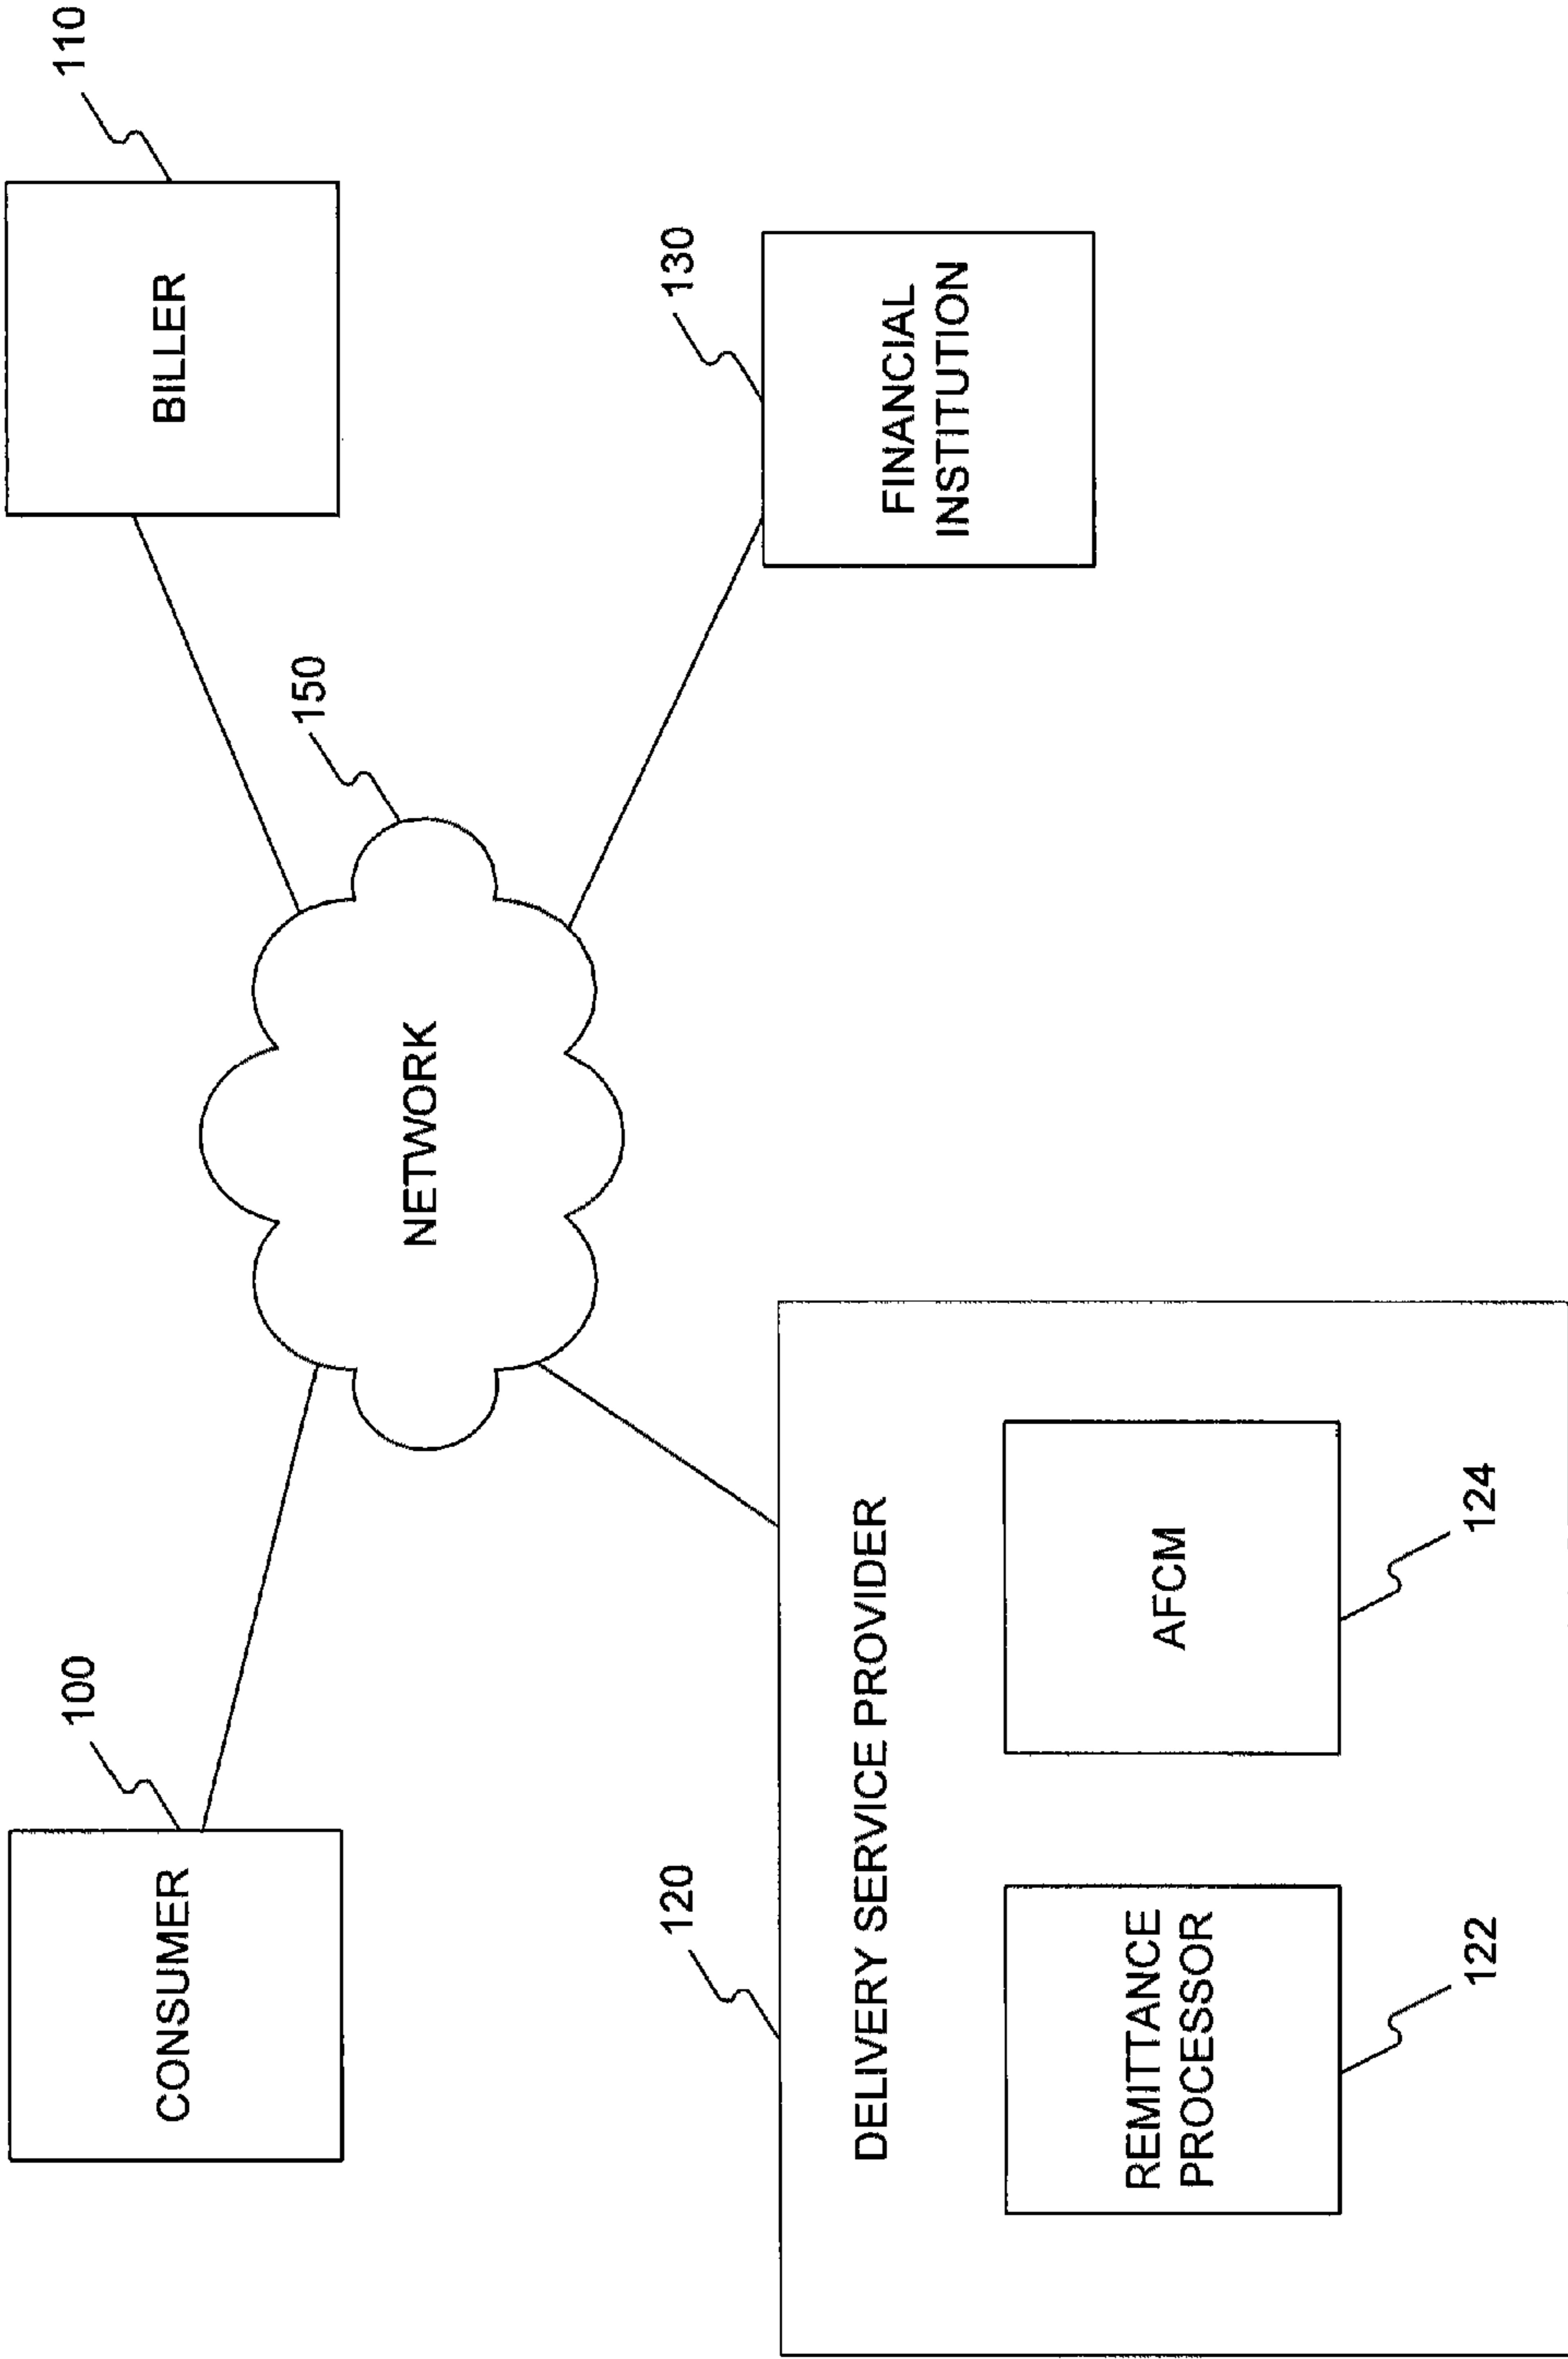 100
CONSUMER
110
BILLER
150
NETWORK
120
DELIVERY SERVICE PROVIDER
REMITTANCE
PROCESSOR
122
AFCM
124
130
FINANCIAL
INSTITUTION